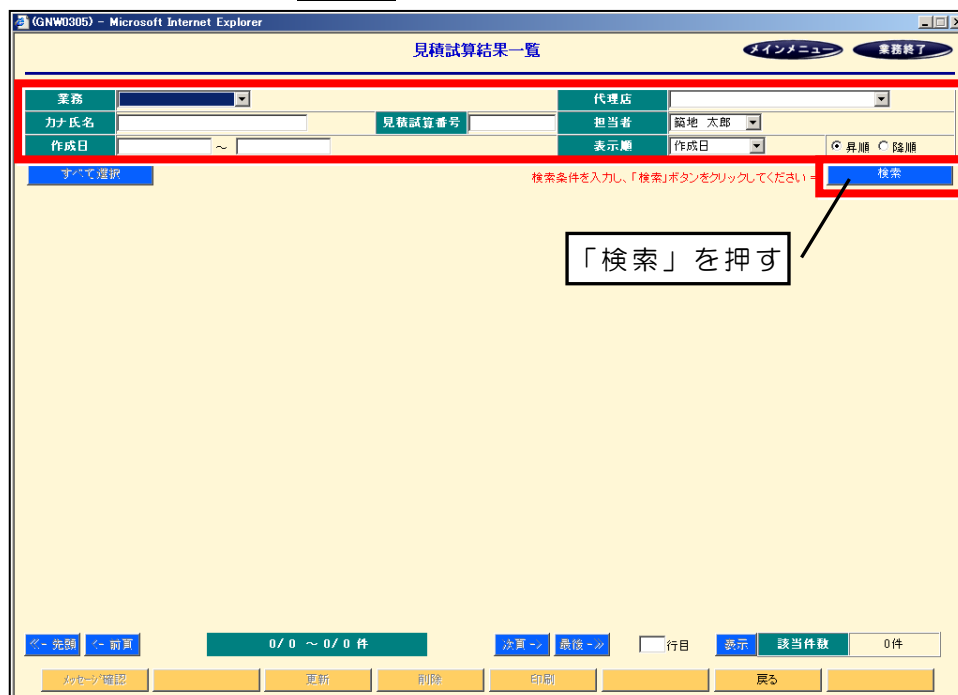 (GNW0305) - Microsoft Internet Explorer
見積試算結果一覧 メインメニュー 業務終了
業務 代理店
カナ氏名 見積試算番号 担当者 築地 太郎
作成日 ～ 表示順 作成日 昇順 降順
すべて選択 検索条件を入力し、「検索」ボタンをクリックしてください = 検索
「検索」を押す
<<- 先頭 <- 前頁 0/ 0 ～ 0/ 0 件 次頁 -> 最後 ->> 行目 表示 該当件数 0件
メッセージ確認 更新 削除 印刷 戻る